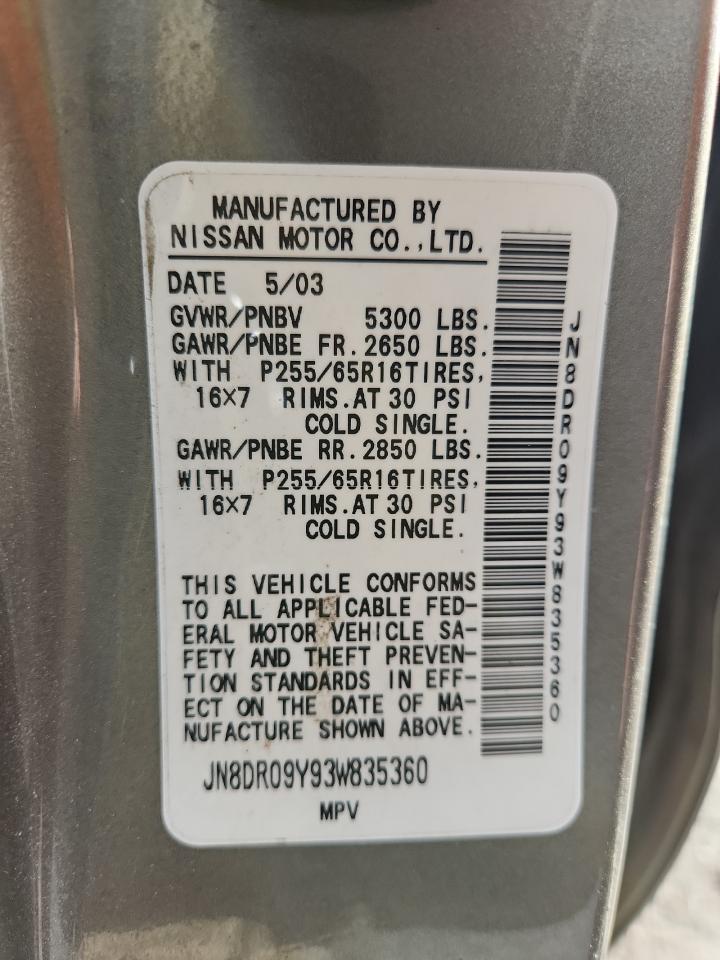 MANUFACTURED BY
NISSAN MOTOR CO.,LTD.
DATE 5/03
GVWR/PNBV 5300 LBS.
GAWR/PNBE FR. 2650 LBS.
WITH P255/65R16TIRES,
16×7 RIMS.AT 30 PSI
COLD SINGLE.
GAWR/PNBE RR. 2850 LBS.
WITH P255/65R16TIRES,
16×7 RIMS.AT 30 PSI
COLD SINGLE.
THIS VEHICLE CONFORMS
TO ALL APPLICABLE FED-
ERAL MOTOR VEHICLE SA-
FETY AND THEFT PREVEN-
TION STANDARDS IN EFF-
ECT ON THE DATE OF MA-
NUFACTURE SHOWN ABOVE.
JN8DR09Y93W835360
MPV
JN8DR09Y93W835360